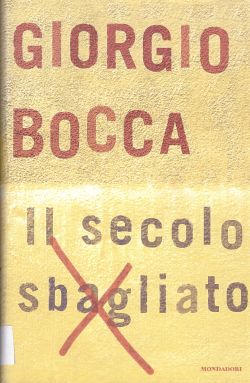 GIORGIO
BOCCA
Il secolo
sbagliato
MONDADORI